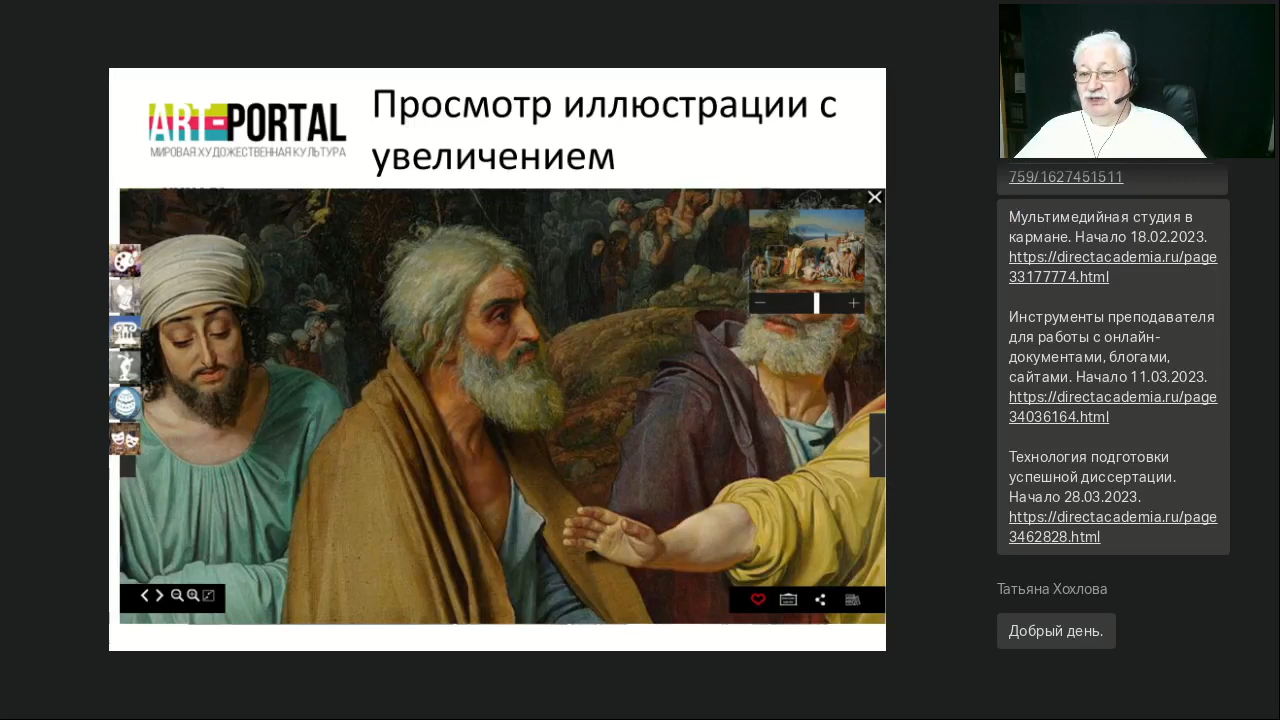 ART-PORTAL
МИРОВАЯ ХУДОЖЕСТВЕННАЯ КУЛЬТУРА
Просмотр иллюстрации с
увеличением
759/1627451511
Мультимедийная студия в
кармане. Начало 18.02.2023.
https://directacademia.ru/page
33177774.html
Инструменты преподавателя
для работы с онлайн-
документами, блогами,
сайтами. Начало 11.03.2023.
https://directacademia.ru/page
34036164.html
Технология подготовки
успешной диссертации.
Начало 28.03.2023.
https://directacademia.ru/page
3462828.html
Татьяна Хохлова
Добрый день.